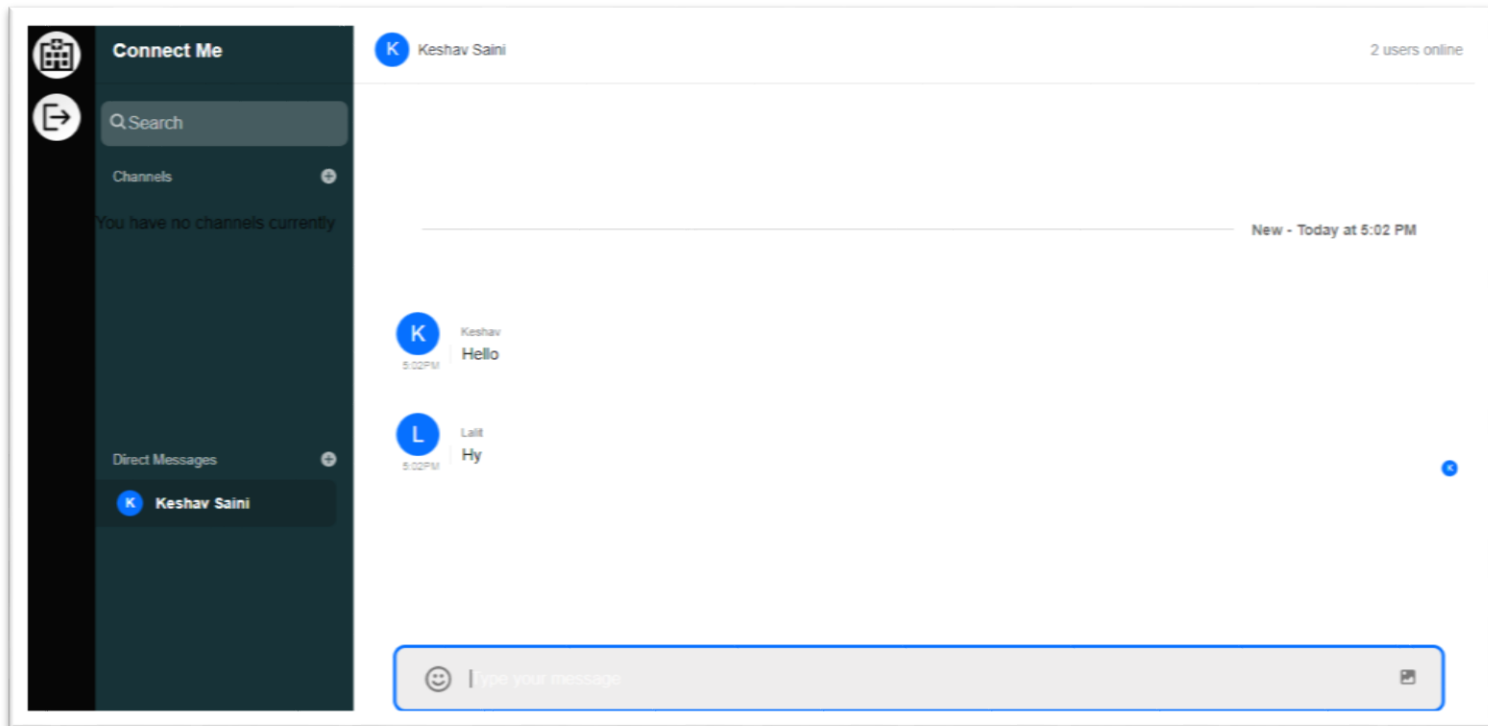 Connect Me
Search
Channels
You have no channels currently
Direct Messages
K Keshav Saini
K Keshav Saini
2 users online
New - Today at 5:02 PM
K Keshav
5:02PM Hello
L Lalit
5:02PM Hy
K
Type your message